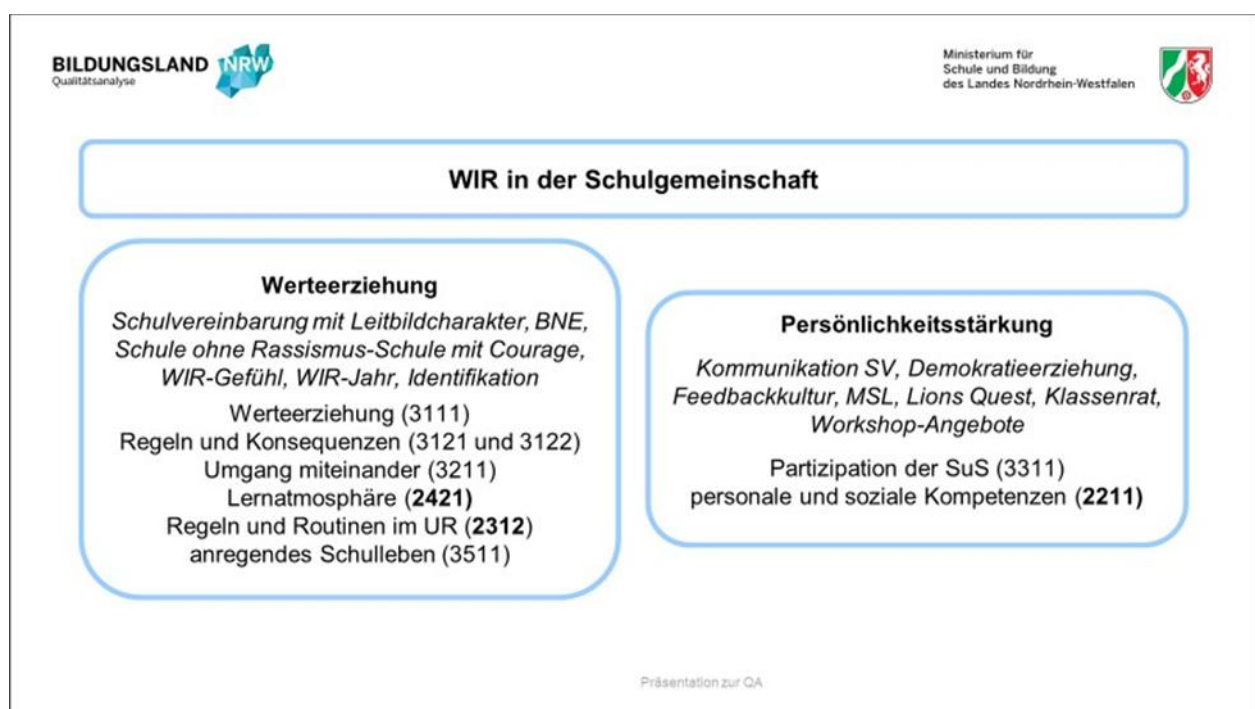 BILDUNGSLAND NRW
Qualitätsanalyse
Ministerium für
Schule und Bildung
des Landes Nordrhein-Westfalen
WIR in der Schulgemeinschaft
Werteerziehung
Schulvereinbarung mit Leitbildcharakter, BNE,
Schule ohne Rassismus-Schule mit Courage,
WIR-Gefühl, WIR-Jahr, Identifikation
Werteerziehung (3111)
Regeln und Konsequenzen (3121 und 3122)
Umgang miteinander (3211)
Lernatmosphäre (2421)
Regeln und Routinen im UR (2312)
anregendes Schulleben (3511)
Persönlichkeitsstärkung
Kommunikation SV, Demokratieerziehung,
Feedbackkultur, MSL, Lions Quest, Klassenrat,
Workshop-Angebote
Partizipation der SuS (3311)
personale und soziale Kompetenzen (2211)
Präsentation zur QA